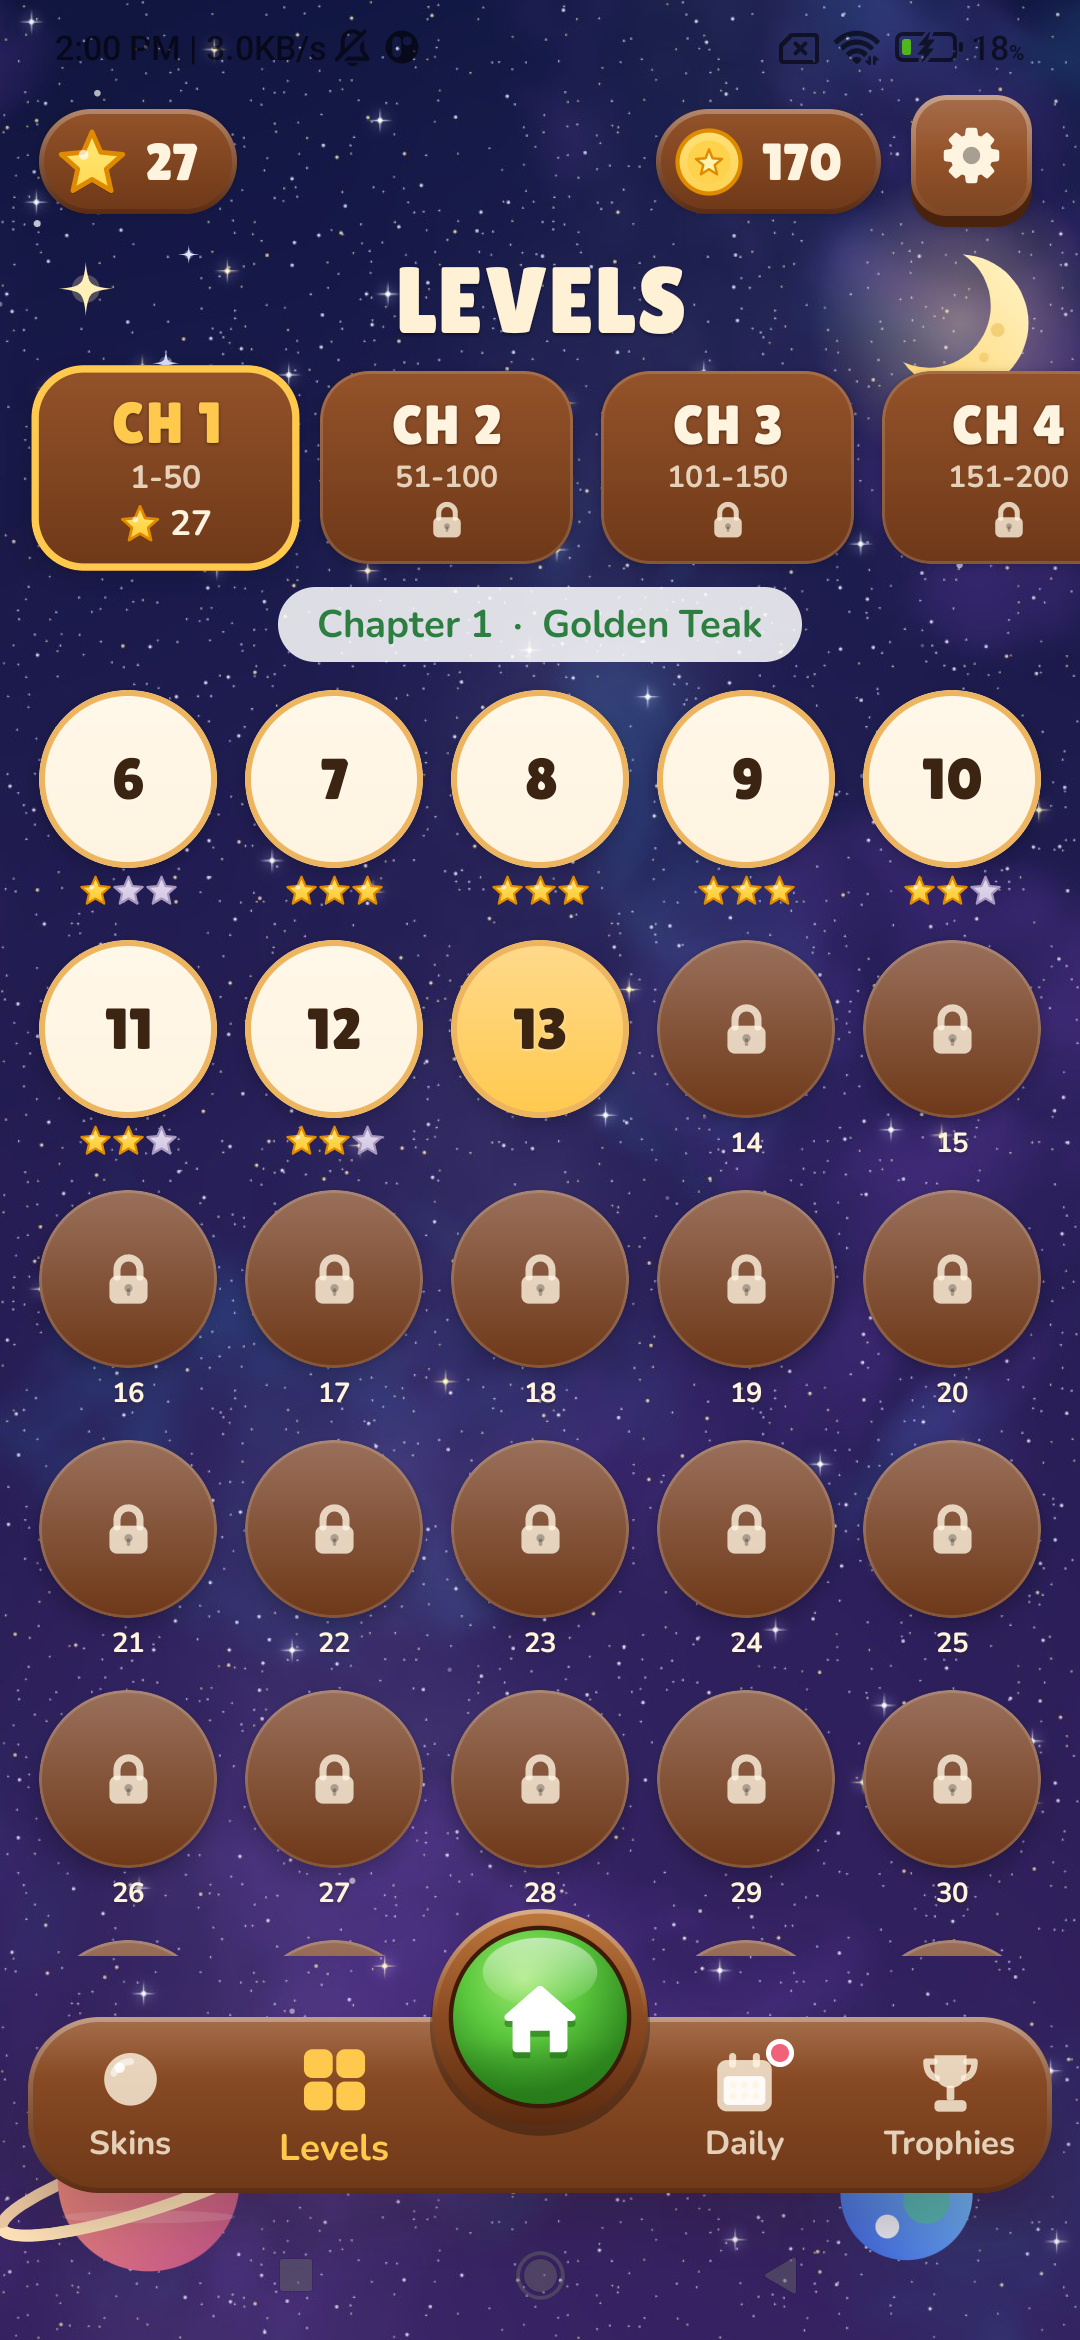 2:00 PM | 3.0KB/s 18%
27 170
LEVELS
CH 1 CH 2 CH 3 CH 4
1-50 51-100 101-150 151-200
27
Chapter 1 · Golden Teak
6 7 8 9 10
11 12 13
14 15
16 17 18 19 20
21 22 23 24 25
26 27 28 29 30
Skins Levels Daily Trophies